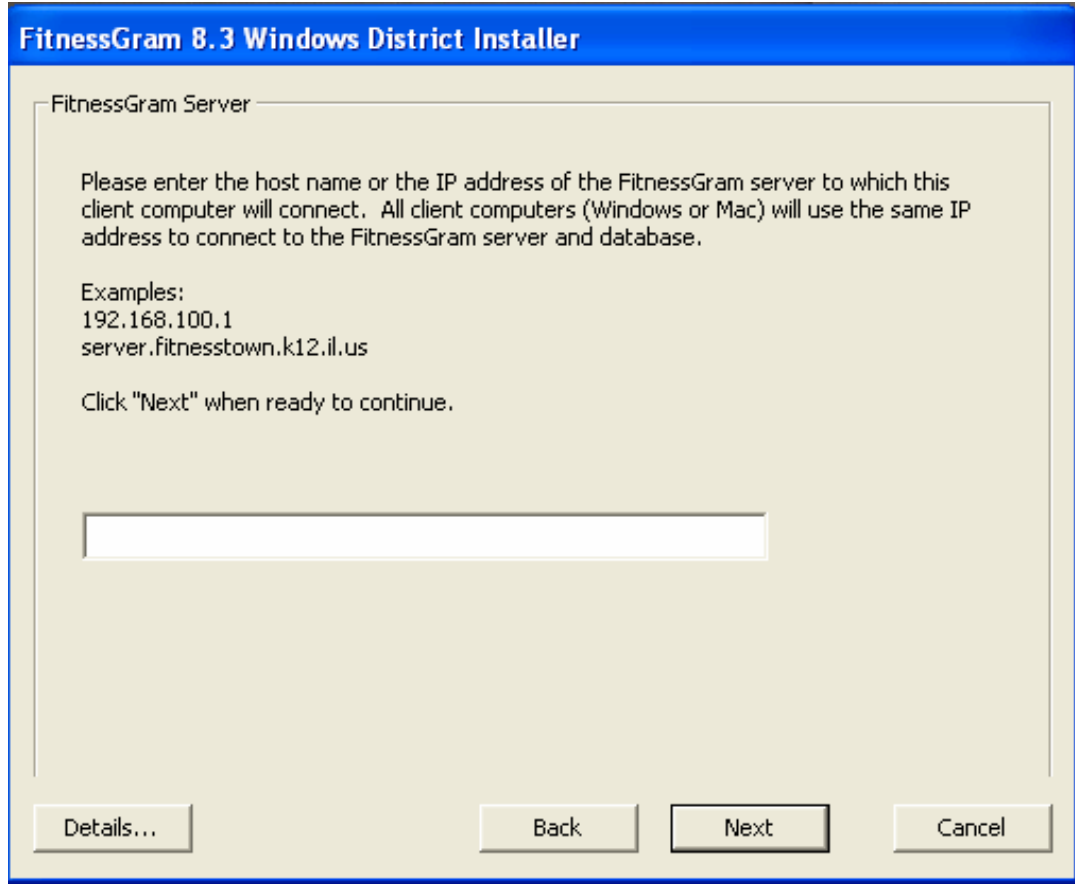 FitnessGram 8.3 Windows District Installer
FitnessGram Server
Please enter the host name or the IP address of the FitnessGram server to which this
client computer will connect.  All client computers (Windows or Mac) will use the same IP
address to connect to the FitnessGram server and database.
Examples:
192.168.100.1
server.fitnesstown.k12.il.us
Click "Next" when ready to continue.
Details...
Back
Next
Cancel